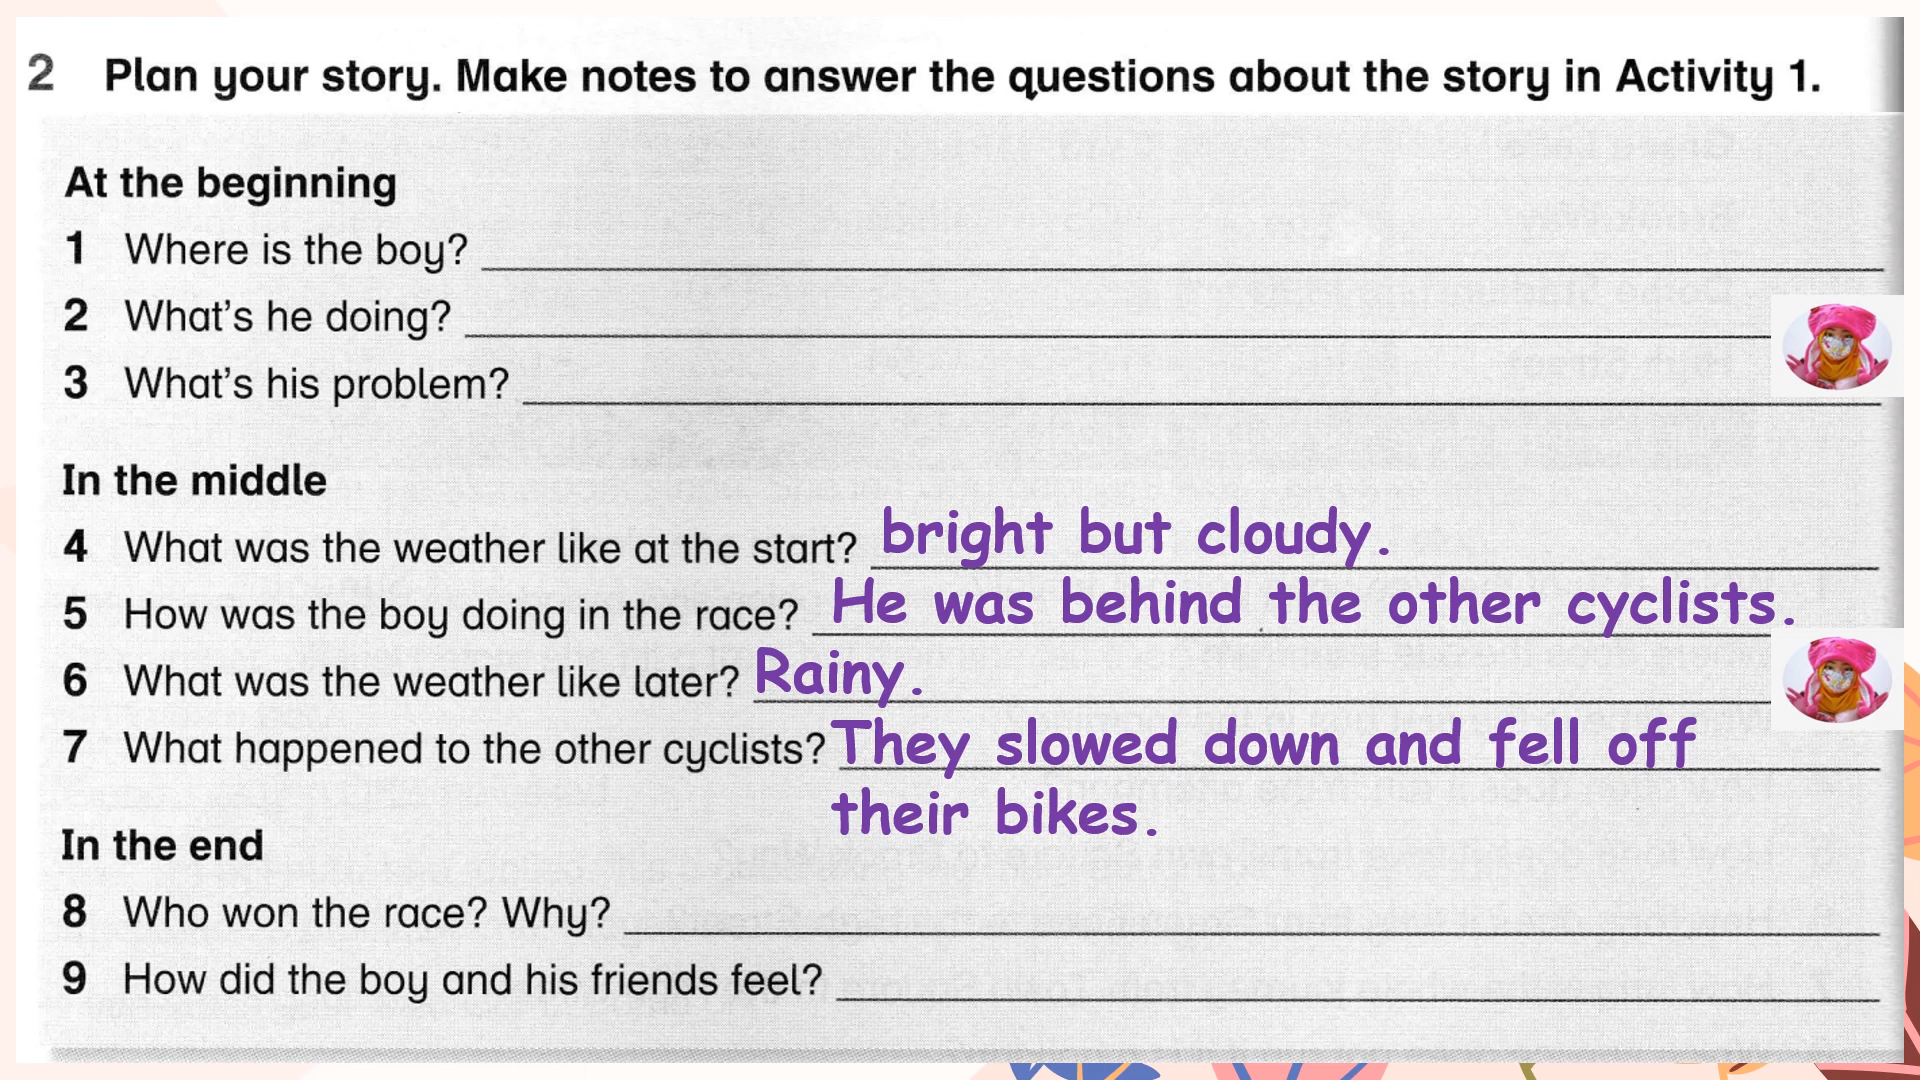 2 Plan your story. Make notes to answer the questions about the story in Activity 1.
At the beginning
1 Where is the boy?
2 What's he doing?
3 What's his problem?
In the middle
4 What was the weather like at the start? bright but cloudy.
5 How was the boy doing in the race? He was behind the other cyclists.
6 What was the weather like later? Rainy.
7 What happened to the other cyclists? They slowed down and fell off
their bikes.
In the end
8 Who won the race? Why?
9 How did the boy and his friends feel?